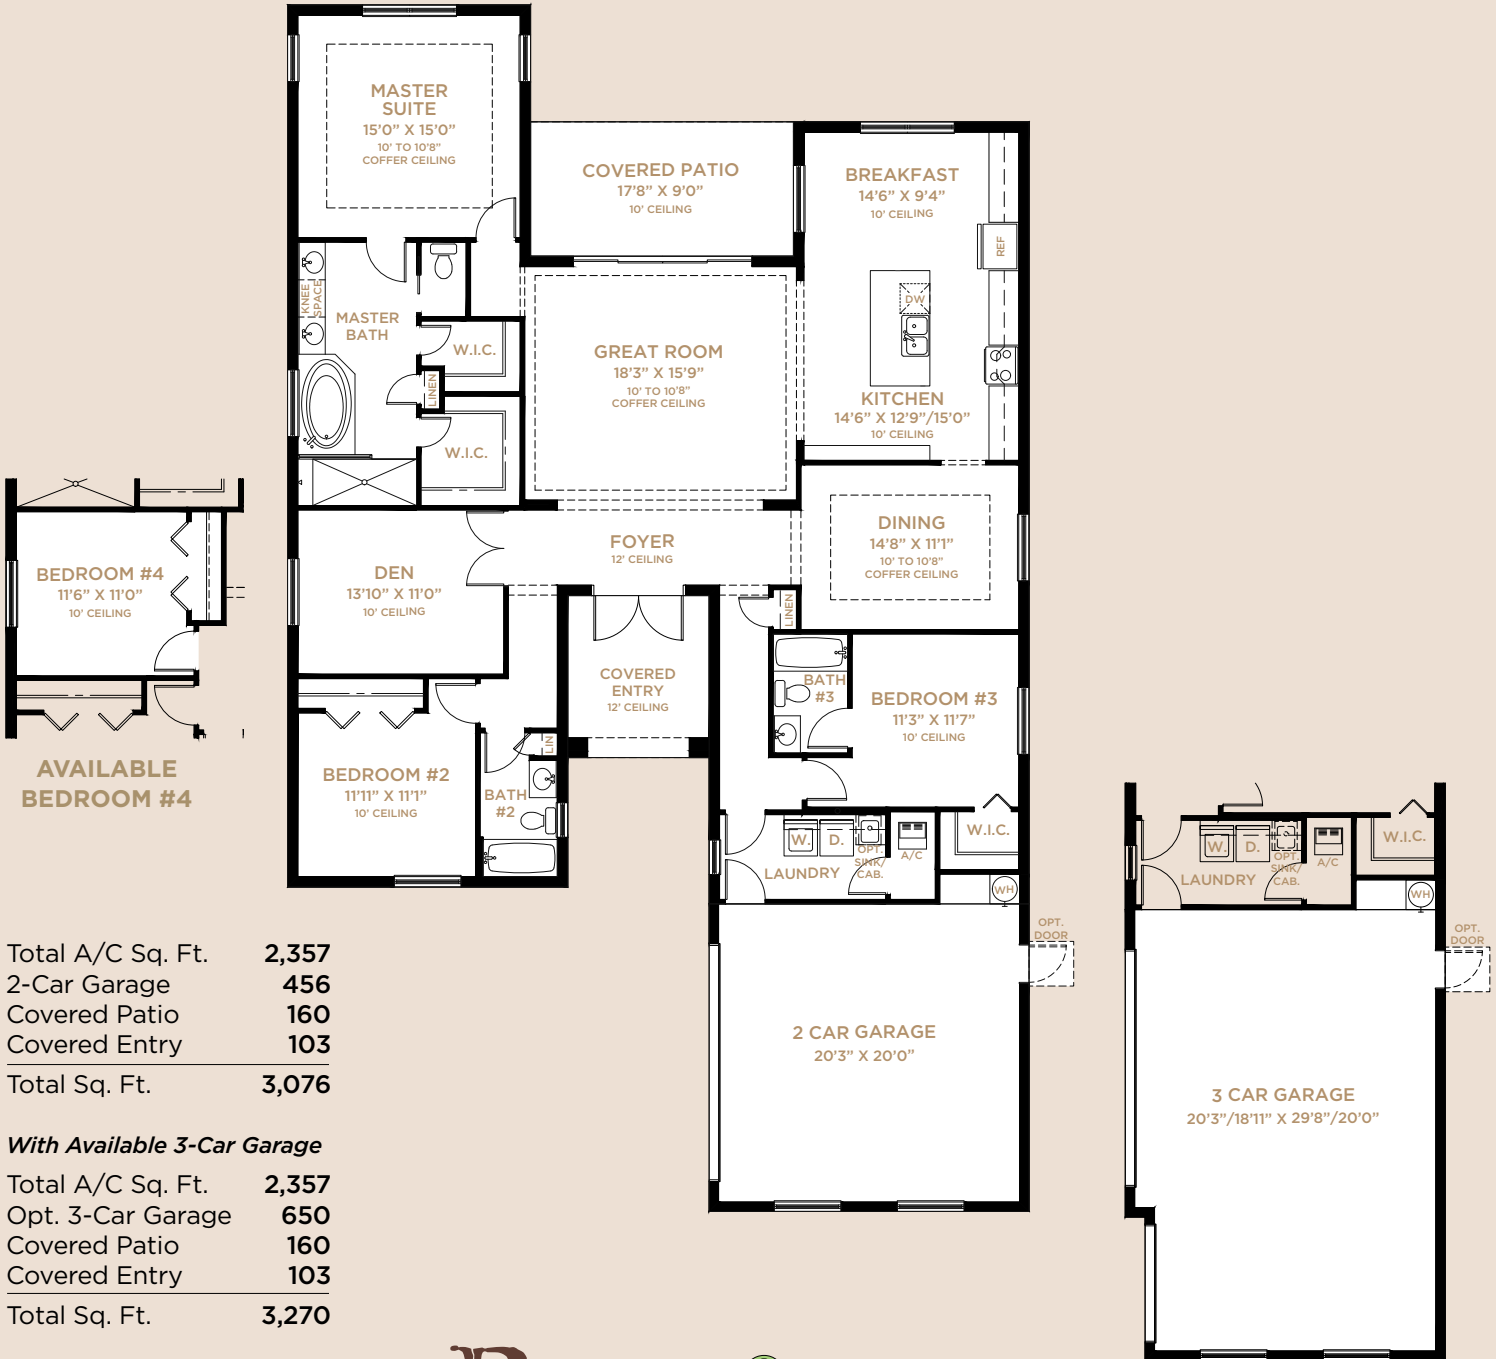 MASTER
SUITE
15'0" X 15'0"
10' TO 10'8"
COFFER CEILING
COVERED PATIO
17'8" X 9'0"
10' CEILING
BREAKFAST
14'6" X 9'4"
10' CEILING
REF
KNEE
SPACE
MASTER
BATH
W.I.C.
LINEN
W.I.C.
GREAT ROOM
18'3" X 15'9"
10' TO 10'8"
COFFER CEILING
DW
KITCHEN
14'6" X 12'9"/15'0"
10' CEILING
DINING
14'8" X 11'1"
10' TO 10'8"
COFFER CEILING
FOYER
12' CEILING
DEN
13'10" X 11'0"
10' CEILING
BEDROOM #4
11'6" X 11'0"
10' CEILING
AVAILABLE
BEDROOM #4
LINEN
COVERED
ENTRY
12' CEILING
BATH
#3
BEDROOM #3
11'3" X 11'7"
10' CEILING
BEDROOM #2
11'11" X 11'1"
10' CEILING
LIN
BATH
#2
W.
D.
OPT.
SINK/
CAB.
A/C
W.I.C.
LAUNDRY
WH
OPT.
DOOR
2 CAR GARAGE
20'3" X 20'0"
W.
D.
OPT.
SINK/
CAB.
A/C
W.I.C.
LAUNDRY
WH
OPT.
DOOR
3 CAR GARAGE
20'3"/18'11" X 29'8"/20'0"
Total A/C Sq. Ft. 2,357
2-Car Garage 456
Covered Patio 160
Covered Entry 103
Total Sq. Ft. 3,076
With Available 3-Car Garage
Total A/C Sq. Ft. 2,357
Opt. 3-Car Garage 650
Covered Patio 160
Covered Entry 103
Total Sq. Ft. 3,270